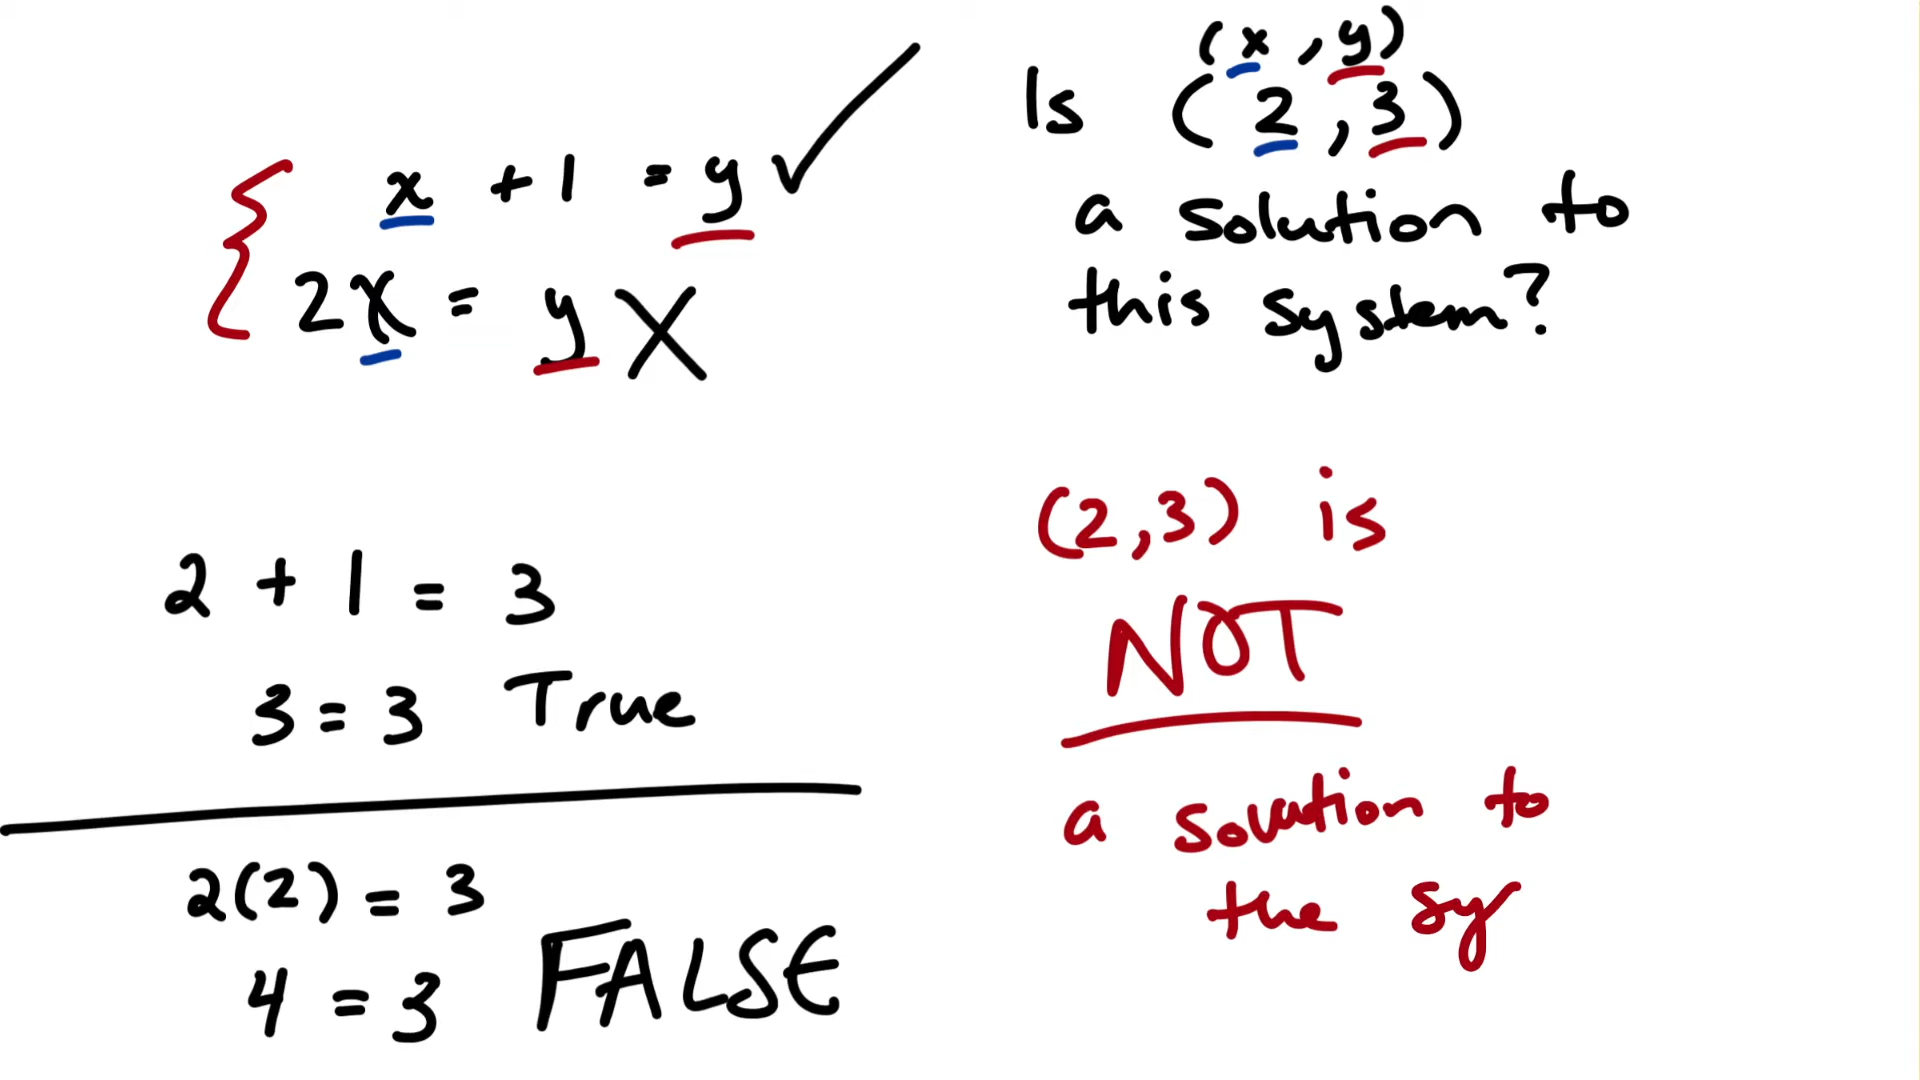 x + 1 = y ✓
2x = y X
2 + 1 = 3
3 = 3 True
2(2) = 3
4 = 3 FALSE
(x, y)
Is (2, 3)
a solution to
this system?
(2,3) is
NOT
a solution to
the sy